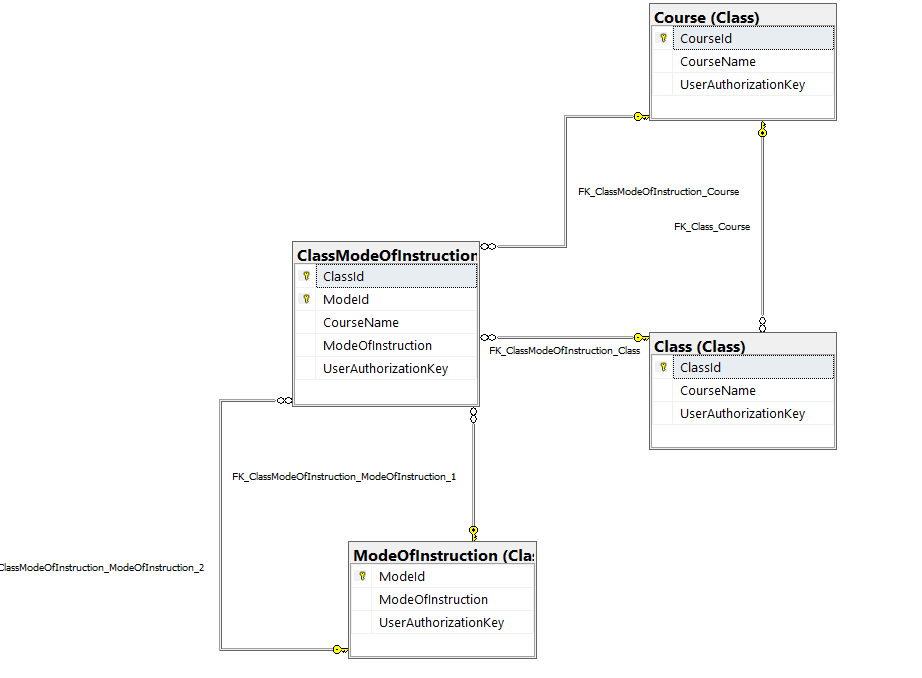 Course (Class)
CourseId
CourseName
UserAuthorizationKey
FK_ClassModeOfInstruction_Course
FK_Class_Course
ClassModeOfInstruction
ClassId
ModeId
CourseName
ModeOfInstruction
UserAuthorizationKey
FK_ClassModeOfInstruction_Class
Class (Class)
ClassId
CourseName
UserAuthorizationKey
FK_ClassModeOfInstruction_ModeOfInstruction_1
ClassModeOfInstruction_ModeOfInstruction_2
ModeOfInstruction (Clas
ModeId
ModeOfInstruction
UserAuthorizationKey